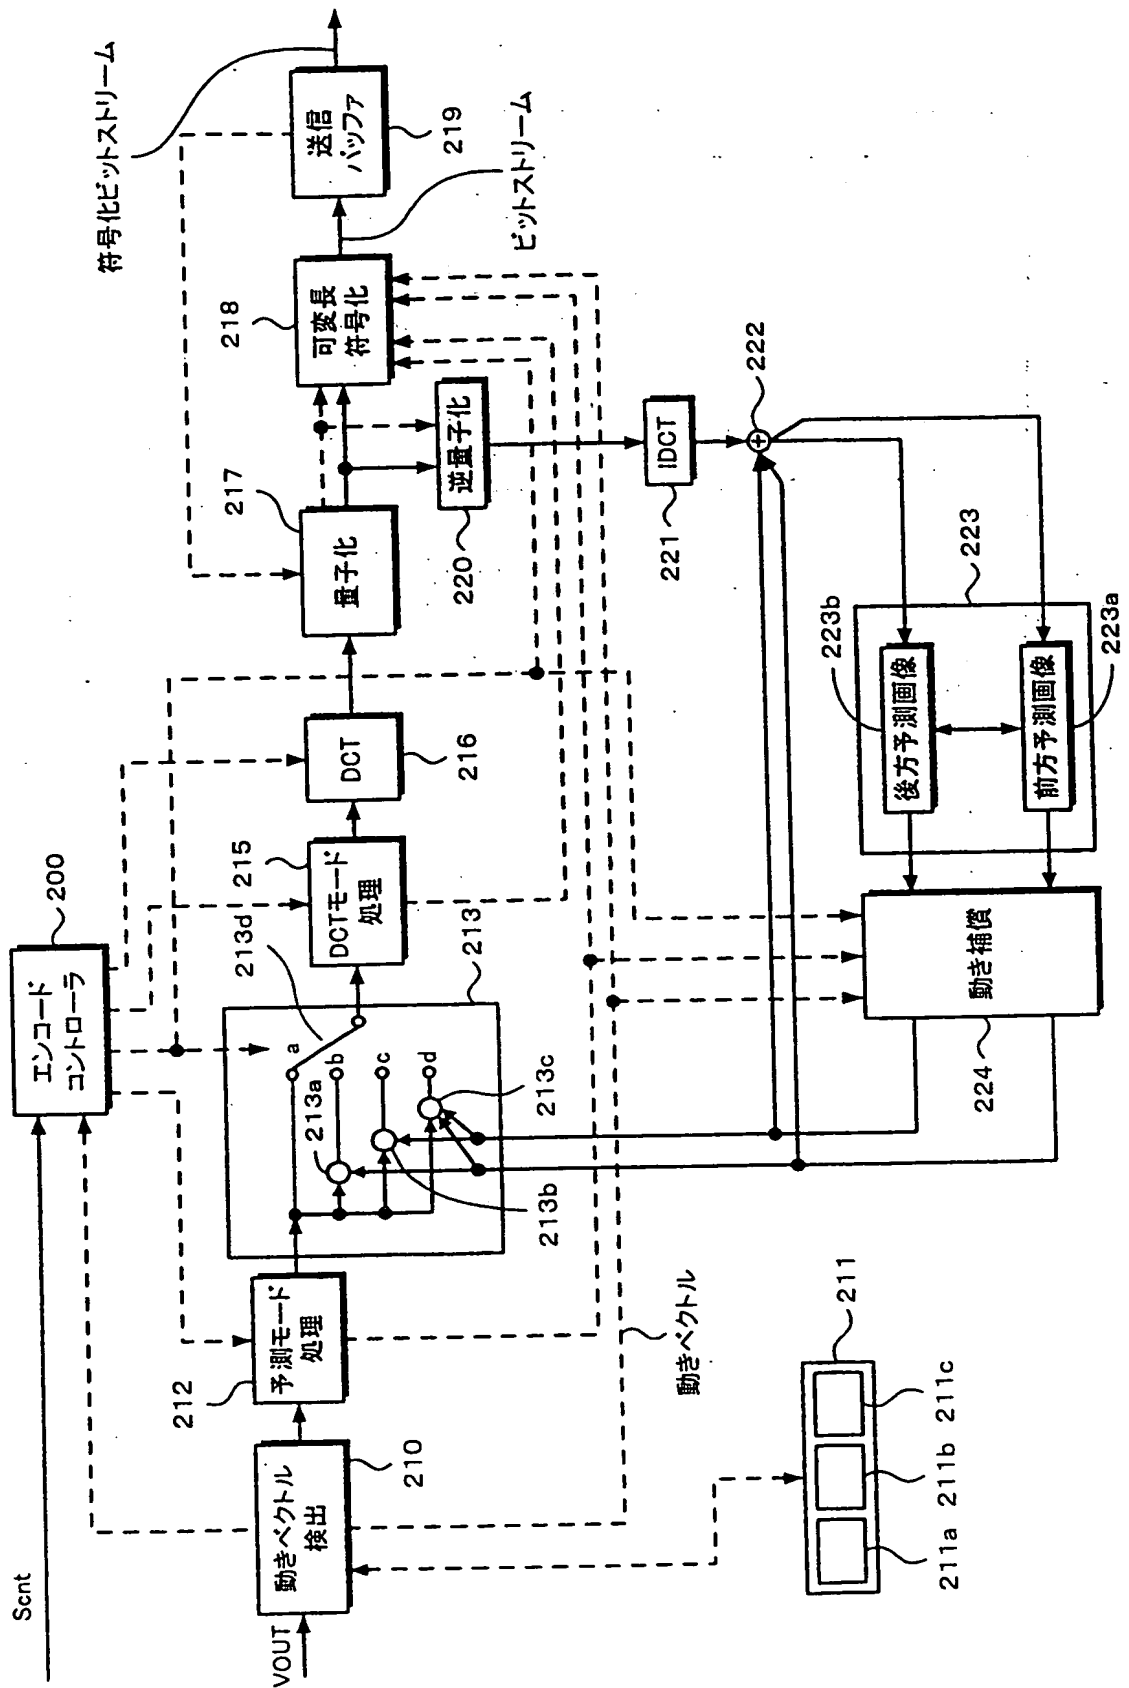 Scnt
エンコード
コントローラ
200
符号化ビットストリーム
VOUT
動きベクトル
検出
210
212
予測モード
処理
213
213a
213b
213c
213d
a
b
c
d
215
DCTモード
処理
DCT
216
217
量子化
218
可変長
符号化
送信
バッファ
219
ビットストリーム
逆量子化
220
IDCT
221
222
+
223
223b
後方予測画像
前方予測画像
223a
動き補償
224
動きベクトル
211
211a
211b
211c